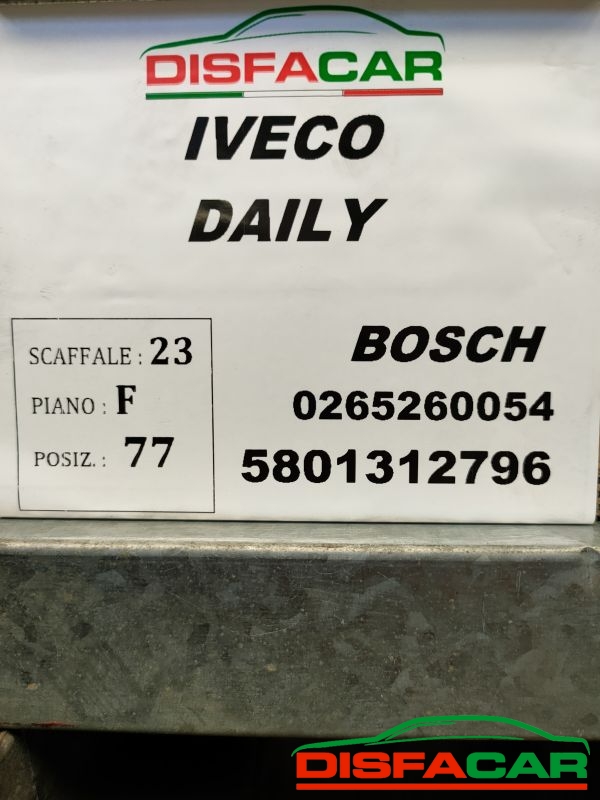 DISFACAR
IVECO
DAILY
SCAFFALE : 23
PIANO : F
POSIZ. : 77
BOSCH
0265260054
5801312796
DISFACAR